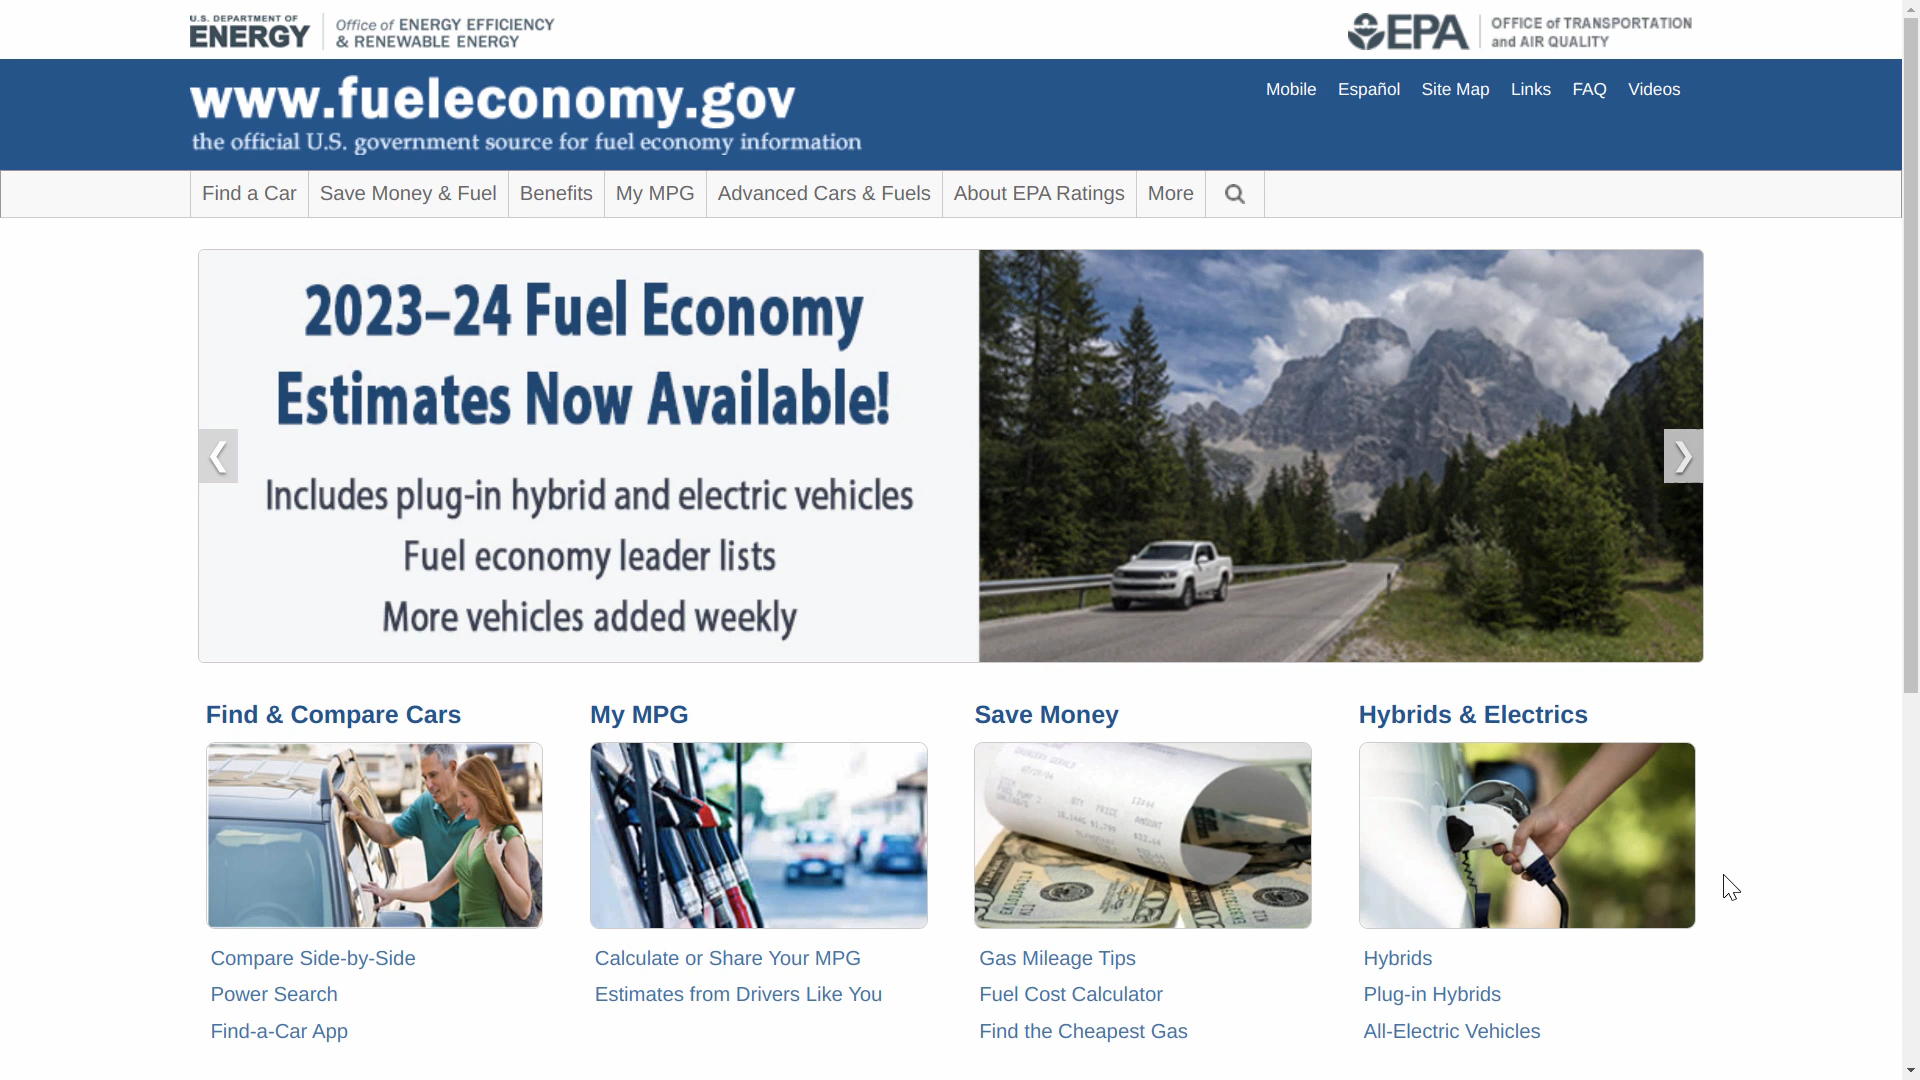 U.S. DEPARTMENT OF
ENERGY
Office of ENERGY EFFICIENCY
& RENEWABLE ENERGY
EPA
OFFICE of TRANSPORTATION
and AIR QUALITY
www.fueleconomy.gov
the official U.S. government source for fuel economy information
Mobile Español Site Map Links FAQ Videos
Find a Car Save Money & Fuel Benefits My MPG Advanced Cars & Fuels About EPA Ratings More
2023–24 Fuel Economy
Estimates Now Available!
Includes plug-in hybrid and electric vehicles
Fuel economy leader lists
More vehicles added weekly
Find & Compare Cars
My MPG
Save Money
Hybrids & Electrics
QTY PRICE AMOUNT
Compare Side-by-Side
Power Search
Find-a-Car App
Calculate or Share Your MPG
Estimates from Drivers Like You
Gas Mileage Tips
Fuel Cost Calculator
Find the Cheapest Gas
Hybrids
Plug-in Hybrids
All-Electric Vehicles